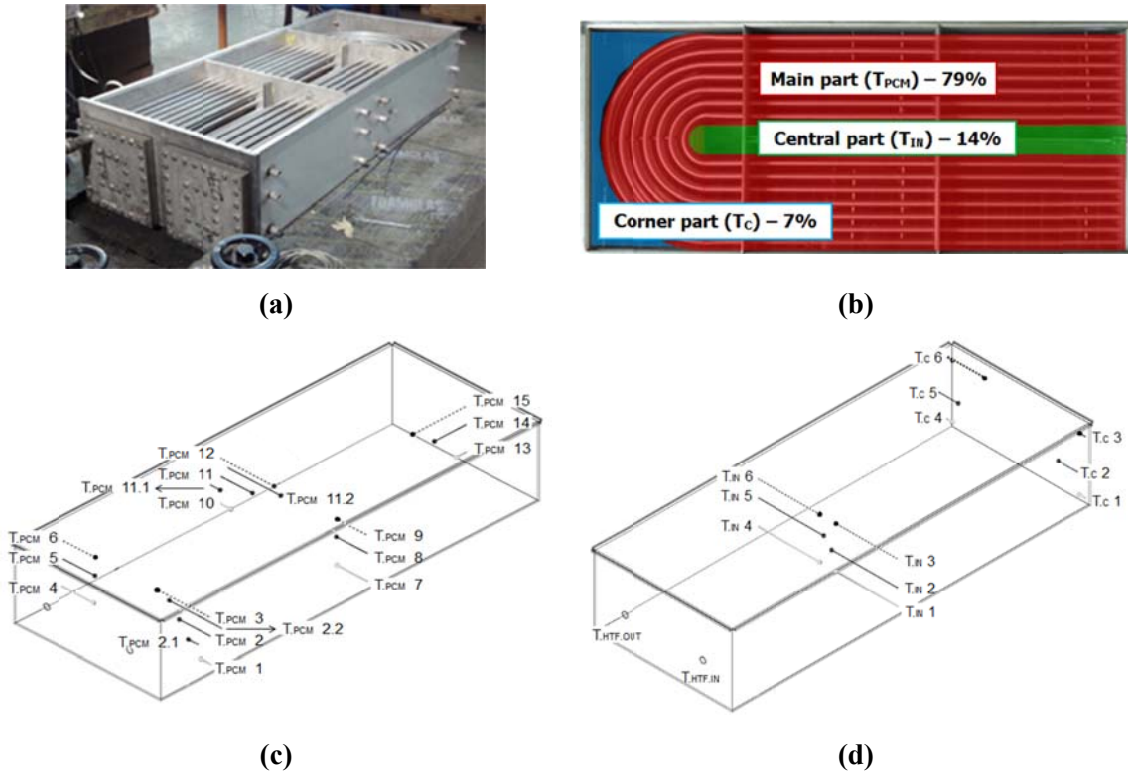 Main part (TPCM) – 79%
Central part (TIN) – 14%
Corner part (TC) – 7%
(a)
(b)
T.PCM 15
T.PCM 14
T.PCM 13
T.PCM 12
T.PCM 11
T.PCM 11.1
T.PCM 10
T.PCM 11.2
T.PCM 9
T.PCM 8
T.PCM 7
T.PCM 6
T.PCM 5
T.PCM 4
T.PCM 3
T.PCM 2
T.PCM 2.2
T.PCM 2.1
T.PCM 1
T.C 6
T.C 5
T.C 4
T.C 3
T.C 2
T.C 1
T.IN 6
T.IN 5
T.IN 4
T.IN 3
T.IN 2
T.IN 1
T.HTF.OUT
T.HTF.IN
(c)
(d)